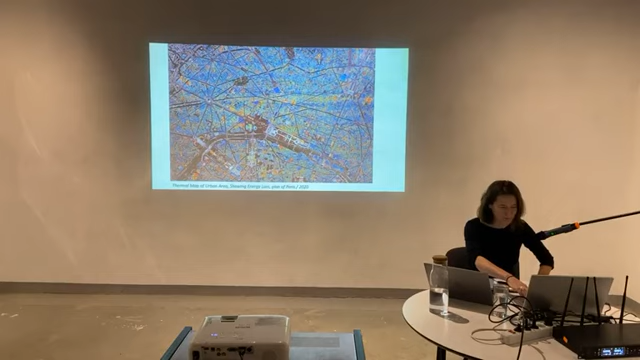 Thermal Map of Urban Area, Showing Energy Loss, plan of Paris / 2020